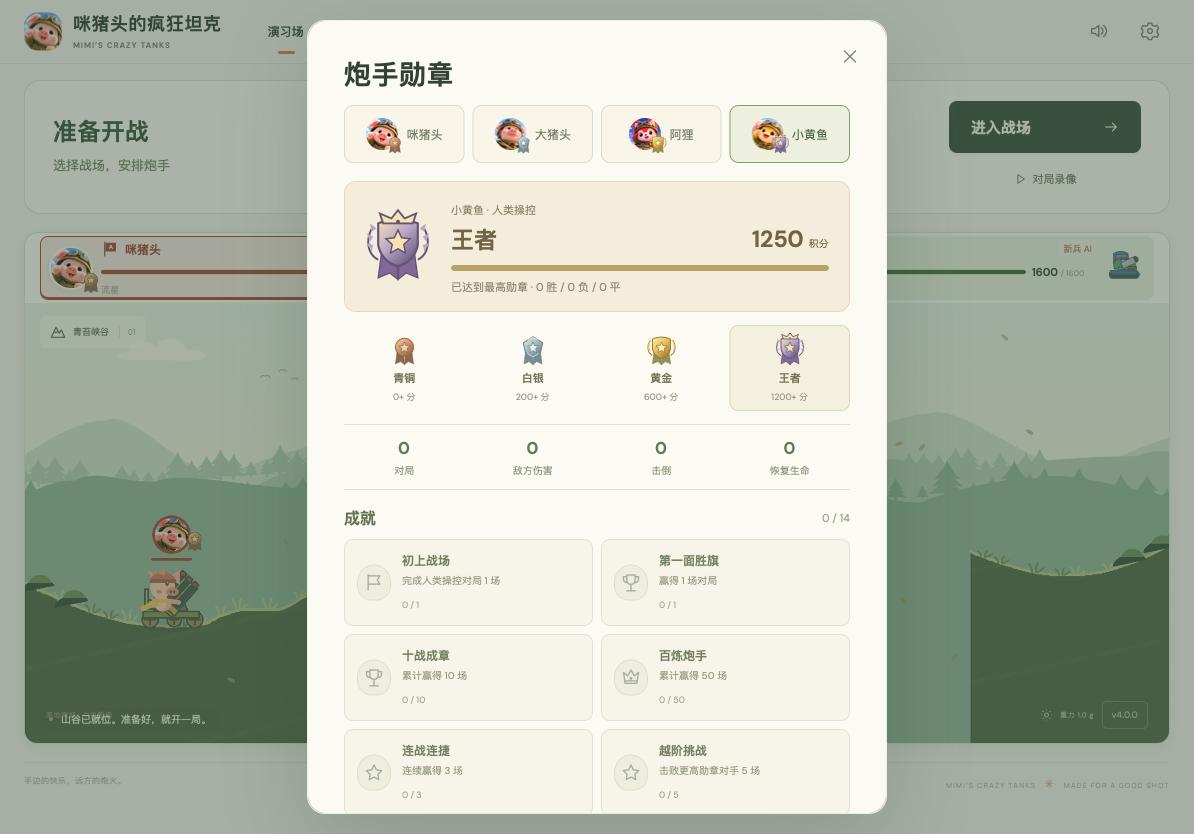 咪猪头的疯狂坦克
MIMI'S CRAZY TANKS
演习场
准备开战
选择战场，安排炮手
进入战场
对局录像
咪猪头
流星
新兵 AI
1600 / 1600
青苔峡谷
01
山谷已就位。准备好，就开一局。
重力 1.0 g
v4.0.0
手边的快乐，远方的炮火。
MIMI'S CRAZY TANKS
MADE FOR A GOOD SHOT
炮手勋章
咪猪头
大猪头
阿狸
小黄鱼
小黄鱼 · 人类操控
王者
1250 积分
已达到最高勋章 · 0 胜 / 0 负 / 0 平
青铜
0+ 分
白银
200+ 分
黄金
600+ 分
王者
1200+ 分
0
对局
0
敌方伤害
0
击倒
0
恢复生命
成就
0 / 14
初上战场
完成人类操控对局 1 场
0 / 1
第一面胜旗
赢得 1 场对局
0 / 1
十战成章
累计赢得 10 场
0 / 10
百炼炮手
累计赢得 50 场
0 / 50
连战连捷
连续赢得 3 场
0 / 3
越阶挑战
击败更高勋章对手 5 场
0 / 5